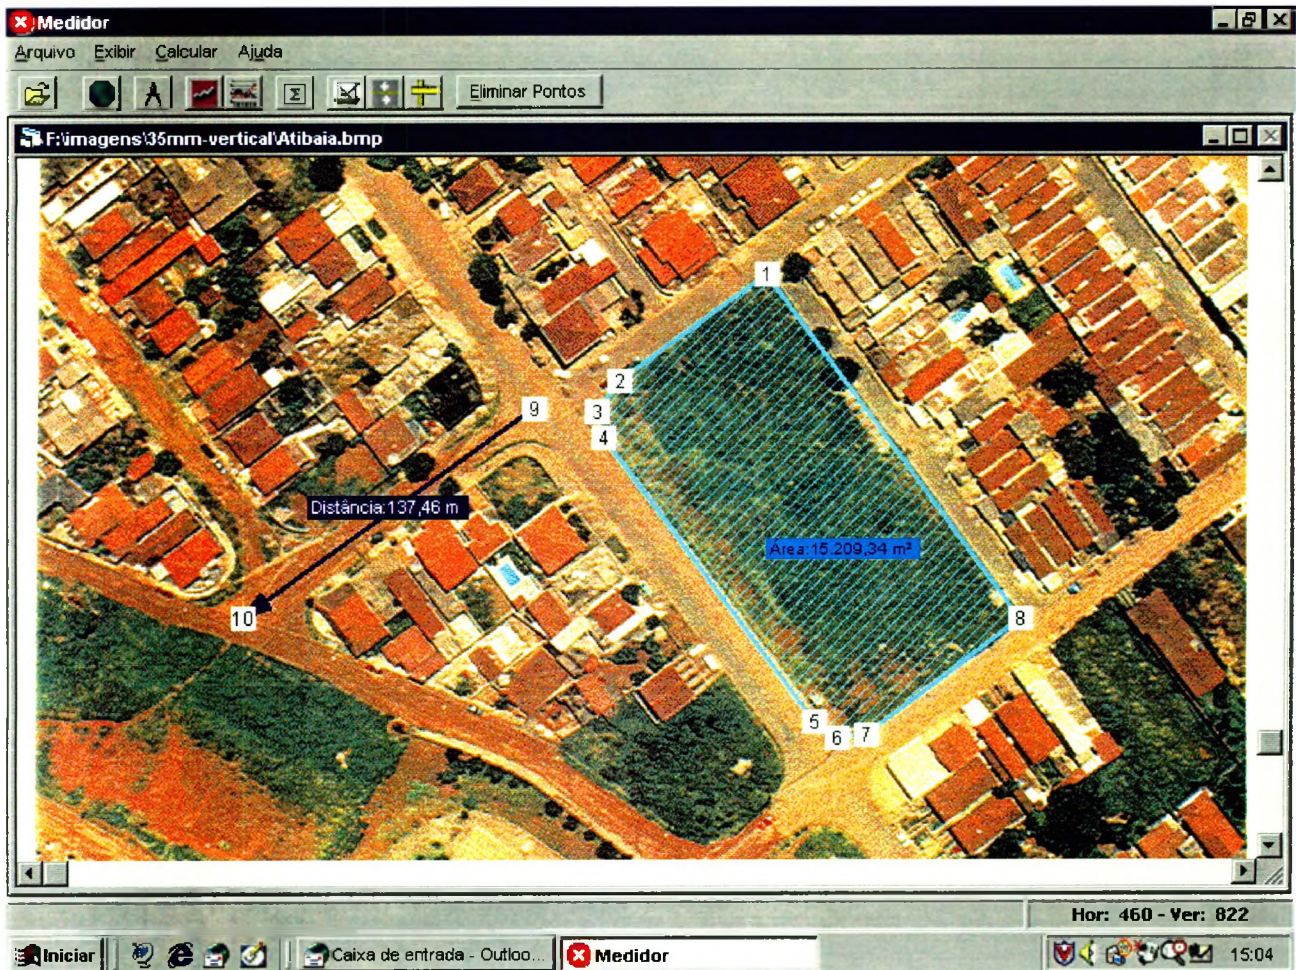 Medidor
Arquivo Exibir Calcular Ajuda
Σ Eliminar Pontos
F:\imagens\35mm-vertical\Atibaia.bmp
1
2
3
9
4
Distância:137,46 m
Área:15.209,34 m²
10
8
5
6
7
Hor: 460 - Ver: 822
Iniciar Caixa de entrada - Outloo... Medidor 15:04